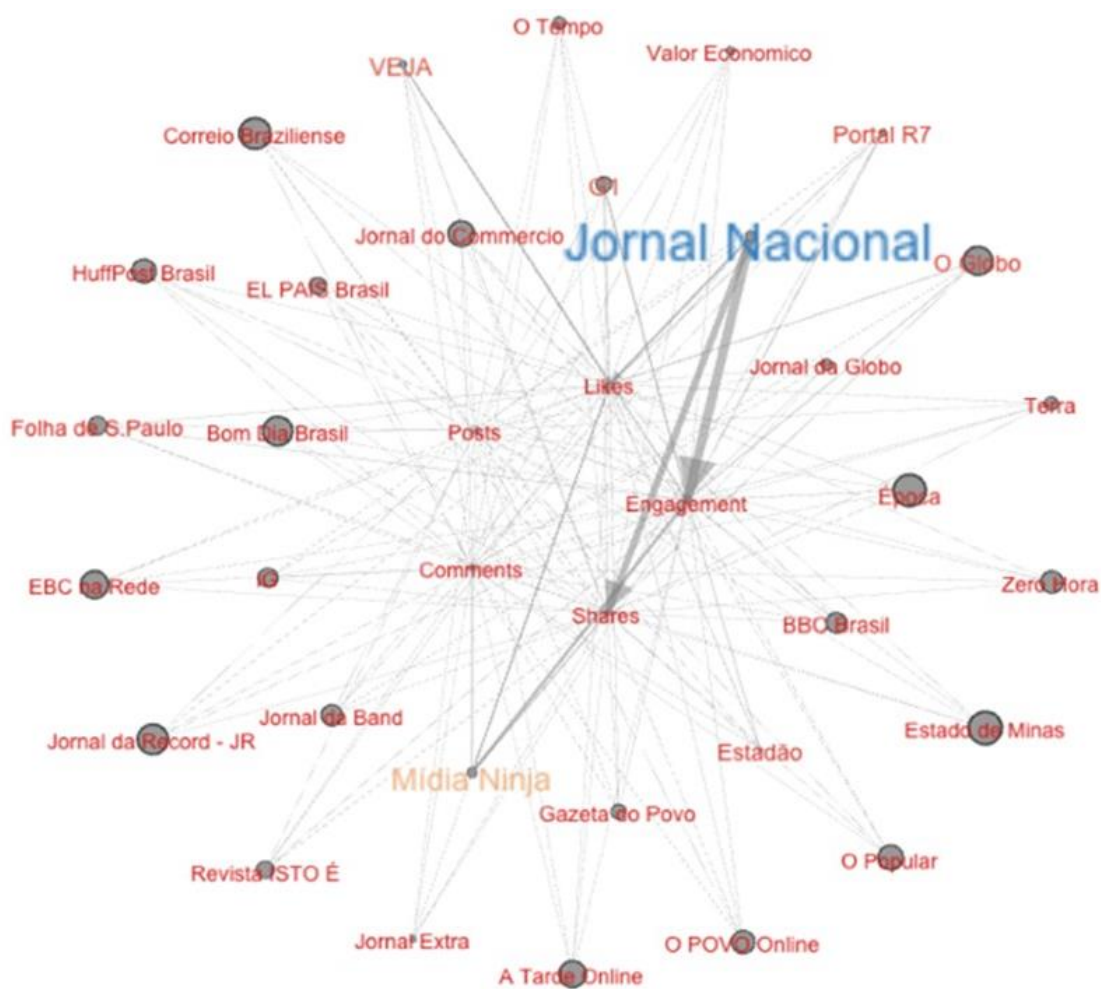 O Tempo
Valor Economico
VEJA
Correio Braziliense
Portal R7
G1
Jornal do Commercio
Jornal Nacional
O Globo
HuffPost Brasil
EL PAÍS Brasil
Jornal da Globo
Likes
Terra
Folha de S.Paulo
Bom Dia Brasil
Posts
Época
Engagement
Comments
EBC na Rede
IG
Zero Hora
Shares
BBC Brasil
Jornal da Band
Estado de Minas
Jornal da Record - JR
Estadão
Mídia Ninja
Gazeta do Povo
O Popular
Revista ISTO É
Jornal Extra
O POVO Online
A Tarde Online